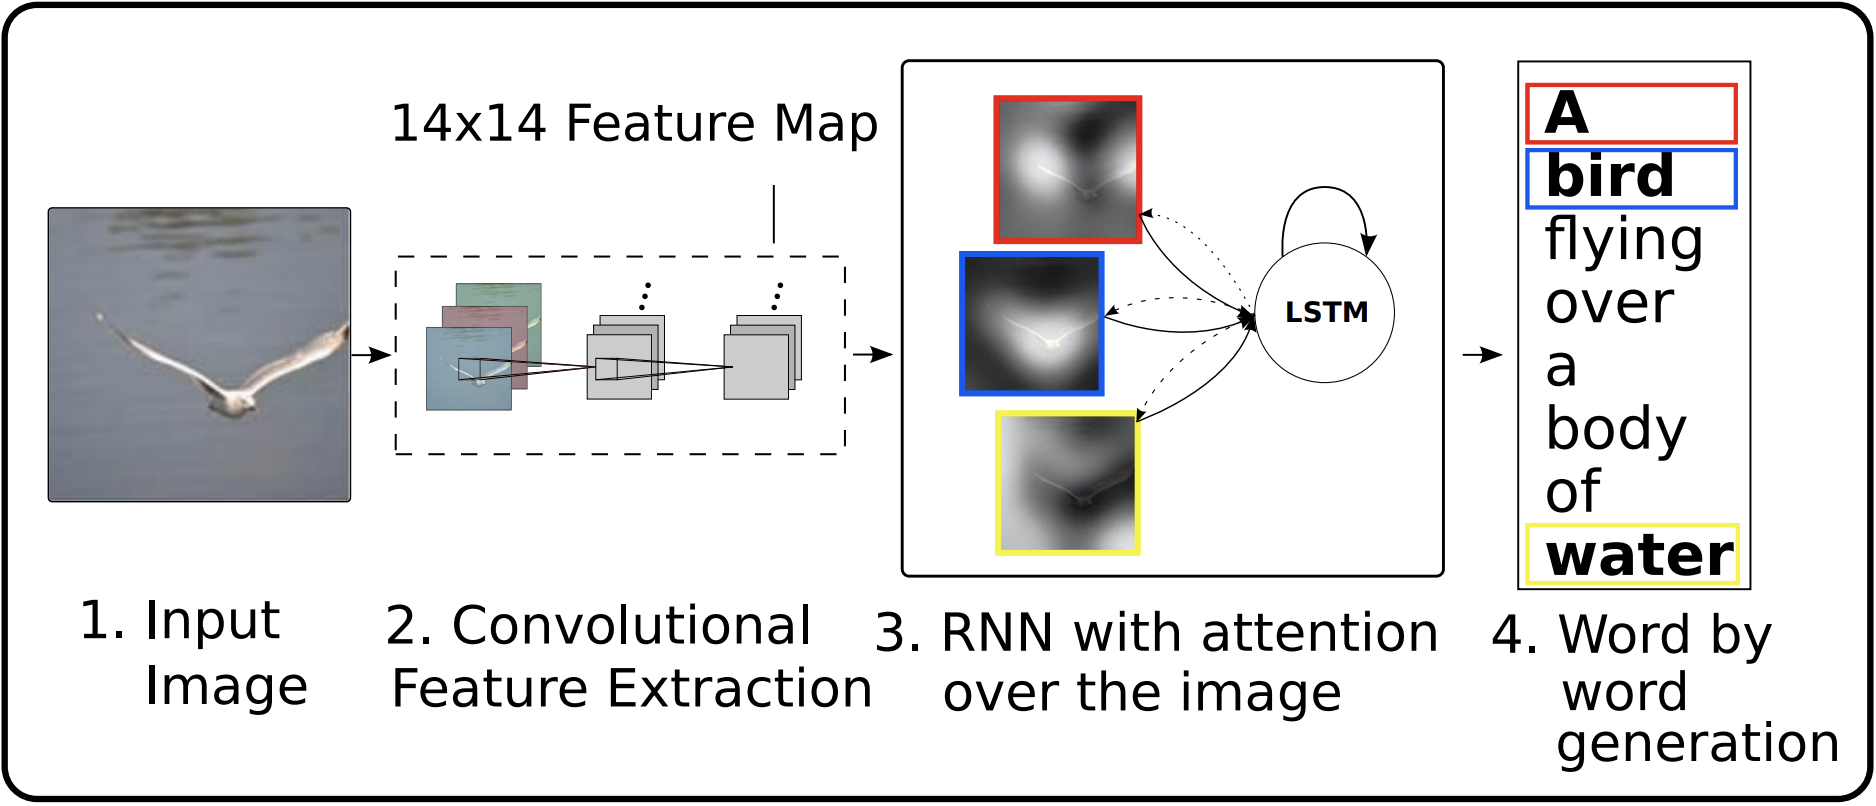 14x14 Feature Map
LSTM
A
bird
flying
over
a
body
of
water
1. Input
Image
2. Convolutional
Feature Extraction
3. RNN with attention
over the image
4. Word by
word
generation